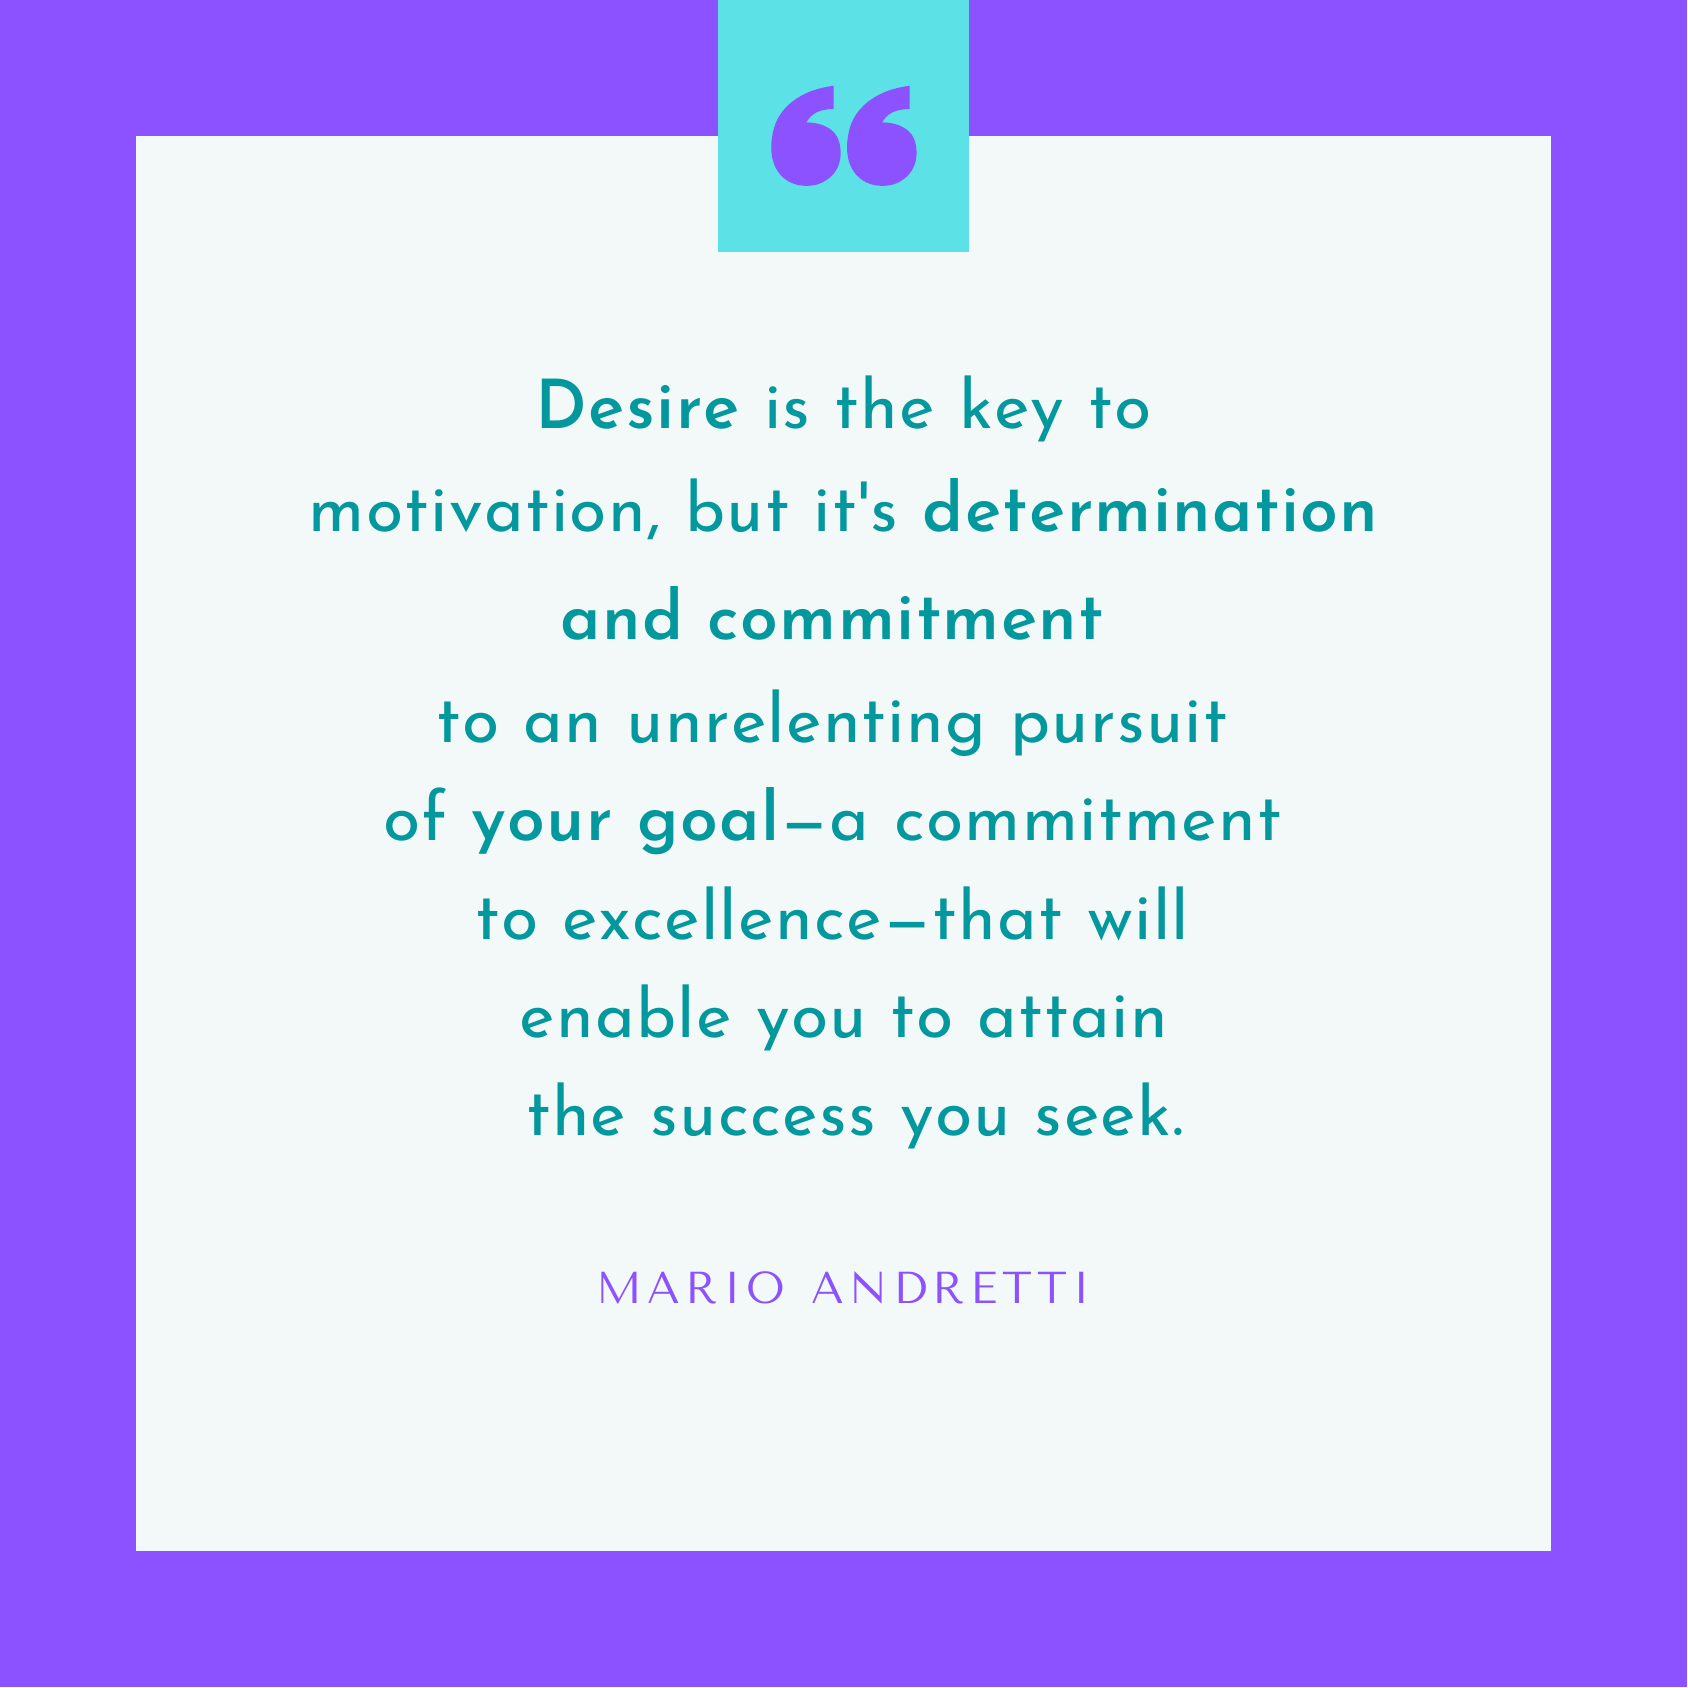 “
Desire is the key to
motivation, but it's determination
and commitment
to an unrelenting pursuit
of your goal—a commitment
to excellence—that will
enable you to attain
the success you seek.
MARIO ANDRETTI